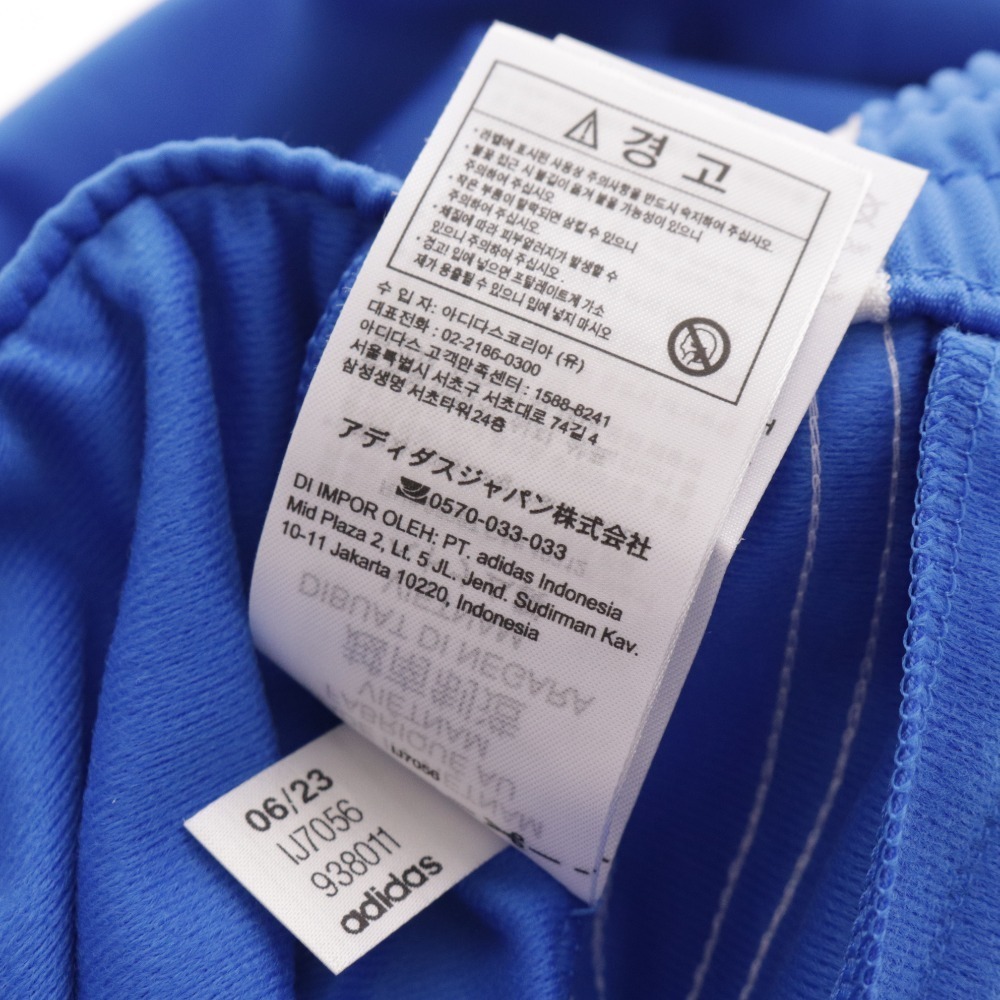 경 고
· 라벨에 표시된 사용상 주의사항을 반드시 숙지하여 주십시오
· 불꽃 접근 시 불길이 옮겨 붙을 가능성이 있으니
주의하여 주십시오
· 작은 부품이 탈락되면 삼킬 수 있으니
주의하여 주십시오
· 체질에 따라 피부알러지가 발생할 수
있으니 주의하여 주십시오.
· 경고! 입에 넣으면 프탈레이트계 가소
제가 용출될 수 있으니 입에 넣지 마시오
수 입 자: 아디다스코리아 (유)
대표전화 : 02-2186-0300
아디다스 고객만족센터 : 1588-8241
서울특별시 서초구 서초대로 74길 4
삼성생명 서초타워 24층
アディダスジャパン株式会社
0570-033-033
DI IMPOR OLEH: PT. adidas Indonesia
Mid Plaza 2, Lt. 5 JL. Jend. Sudirman Kav.
10-11 Jakarta 10220, Indonesia
DIBUAT DI NEGARA
VIETNAM
越南製造
FABRIQUÉ AU
VIETNAM
IJ7056
06/23
IJ7056
938011
adidas